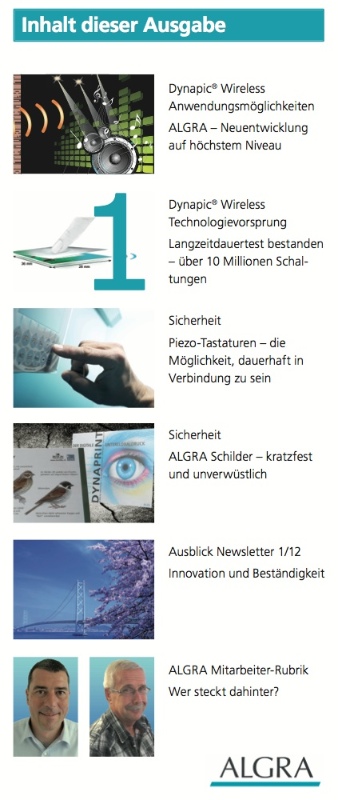 Inhalt dieser Ausgabe
Dynapic® Wireless
Anwendungsmöglichkeiten
ALGRA – Neuentwicklung
auf höchstem Niveau
1
Dynapic® Wireless
Technologievorsprung
Langzeitdauertest bestanden
– über 10 Millionen Schal-
tungen
Sicherheit
Piezo-Tastaturen – die
Möglichkeit, dauerhaft in
Verbindung zu sein
DYNAPRINT
Sicherheit
ALGRA Schilder – kratzfest
und unverwüstlich
Ausblick Newsletter 1/12
Innovation und Beständigkeit
ALGRA Mitarbeiter-Rubrik
Wer steckt dahinter?
ALGRA